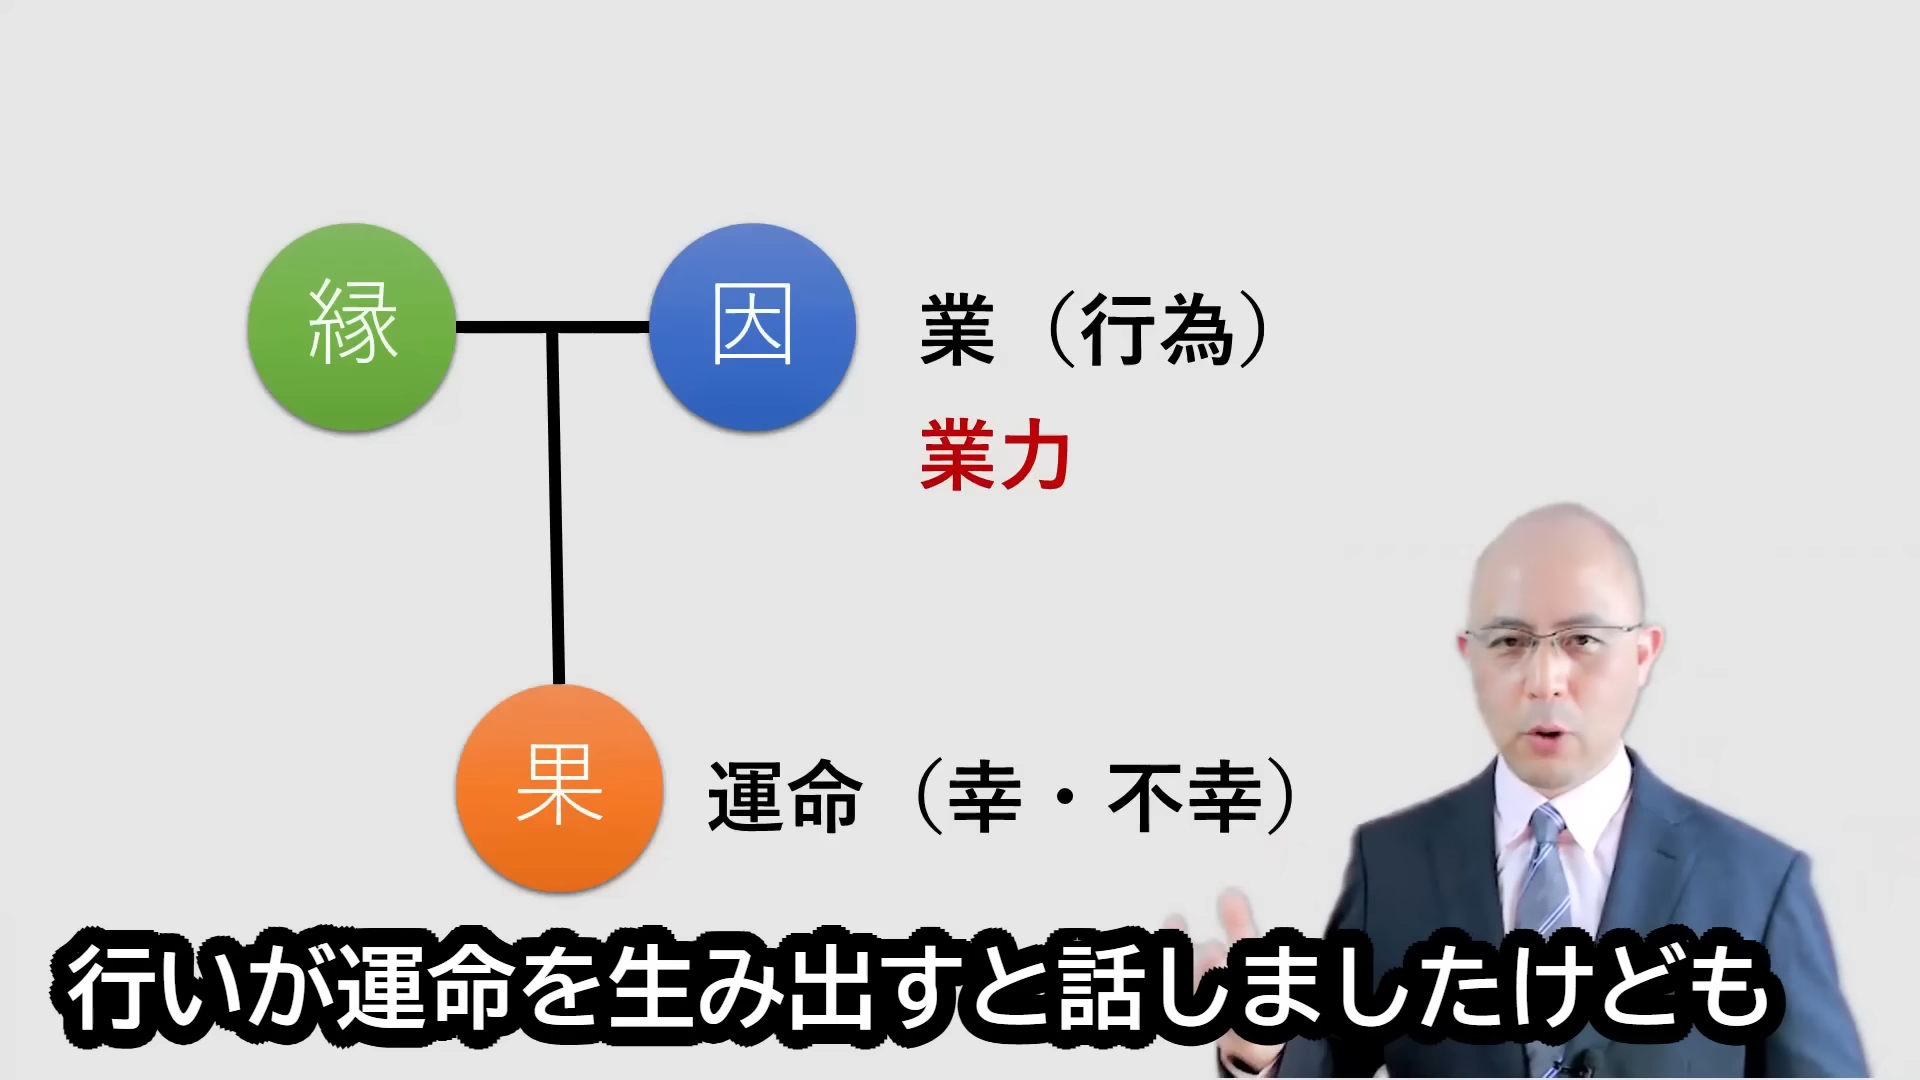 縁
因
業（行為）
業力
果
運命（幸・不幸）
行いが運命を生み出すと話しましたけども